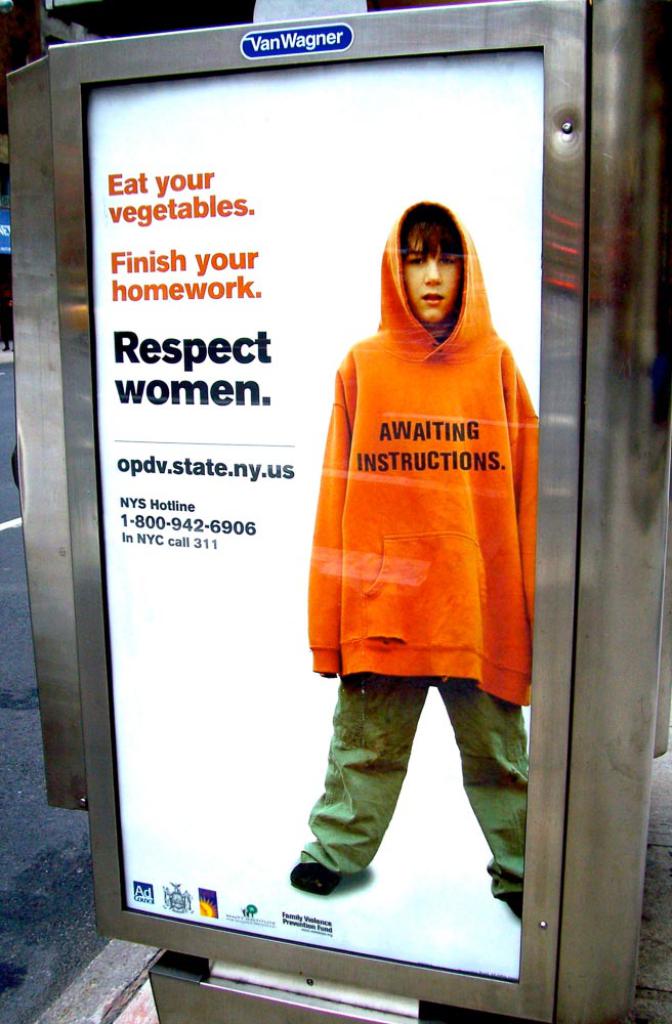 VanWagner
Eat your
vegetables.
Finish your
homework.
Respect
women.
AWAITING
INSTRUCTIONS.
opdv.state.ny.us
NYS Hotline
1-800-942-6906
In NYC call 311
Ad
Council
Family Violence
Prevention Fund